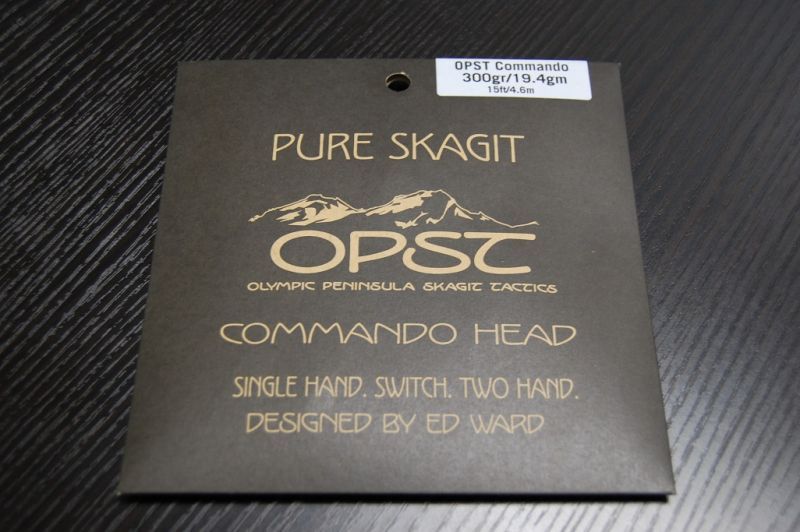 OPST Commando
300gr/19.4gm
15ft/4.6m
PURE SKAGIT
OPST
OLYMPIC PENINSULA SKAGIT TACTICS
COMMANDO HEAD
SINGLE HAND. SWITCH. TWO HAND.
DESIGNED BY ED WARD